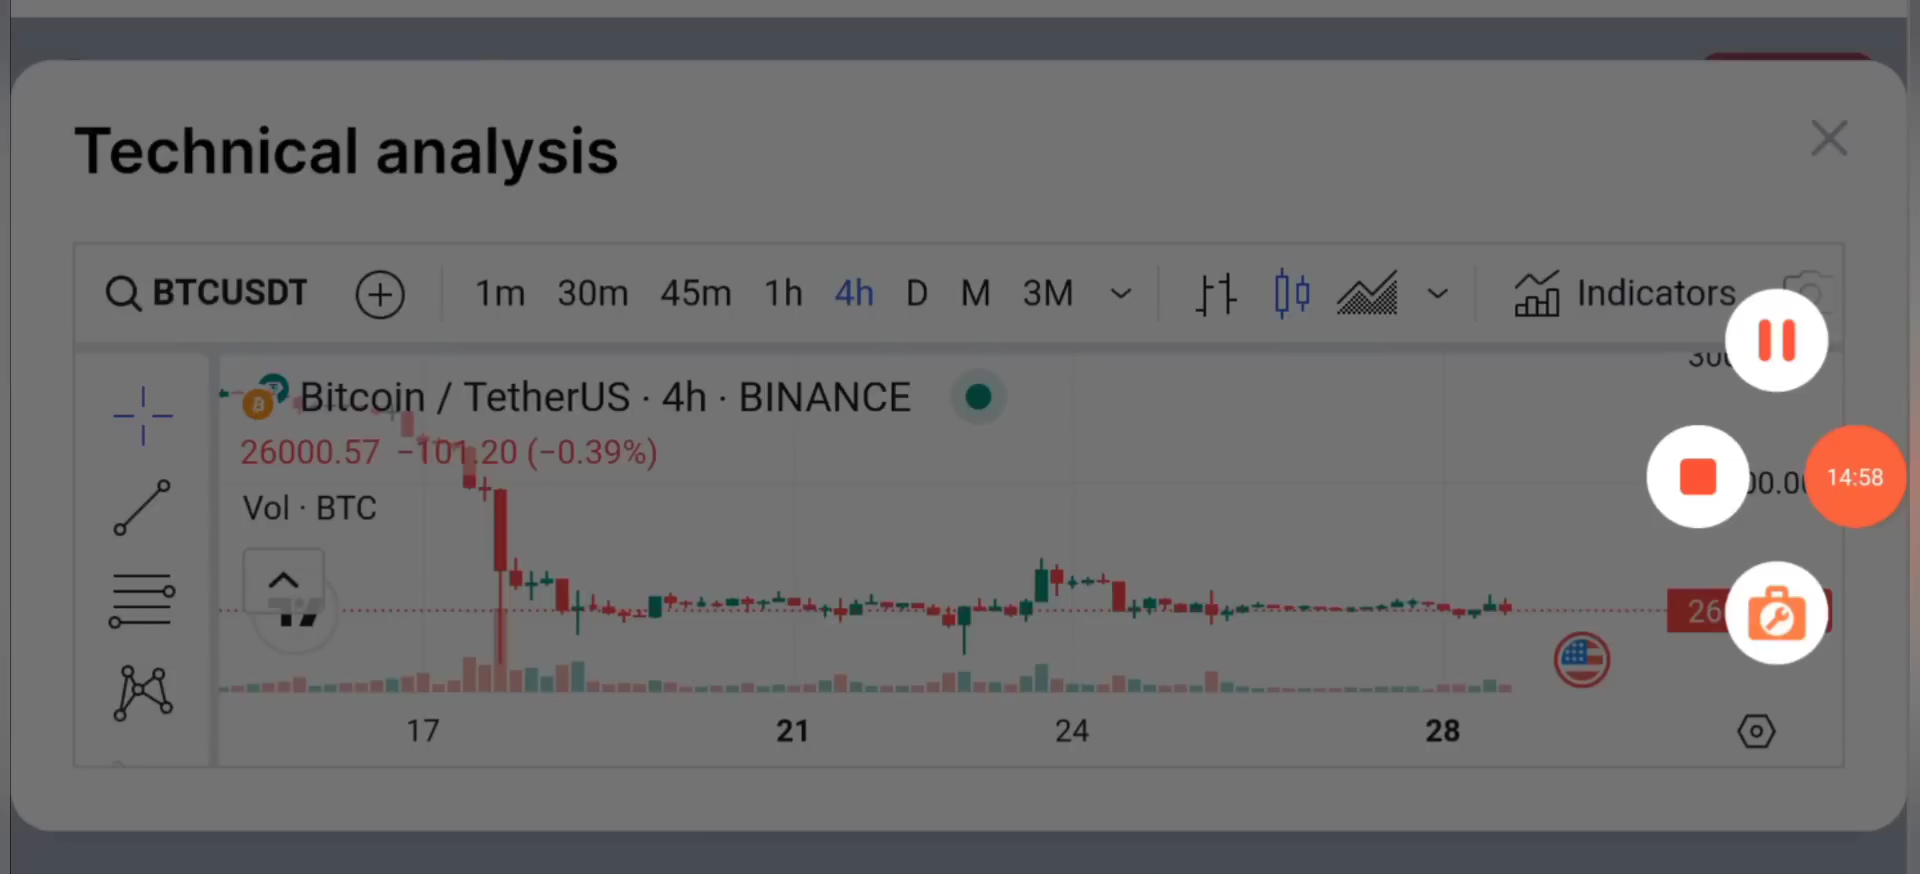 Technical analysis
BTCUSDT 1m 30m 45m 1h 4h D M 3M Indicators
Bitcoin / TetherUS · 4h · BINANCE
26000.57 −101.20 (−0.39%)
Vol · BTC
14:58
26
17 21 24 28